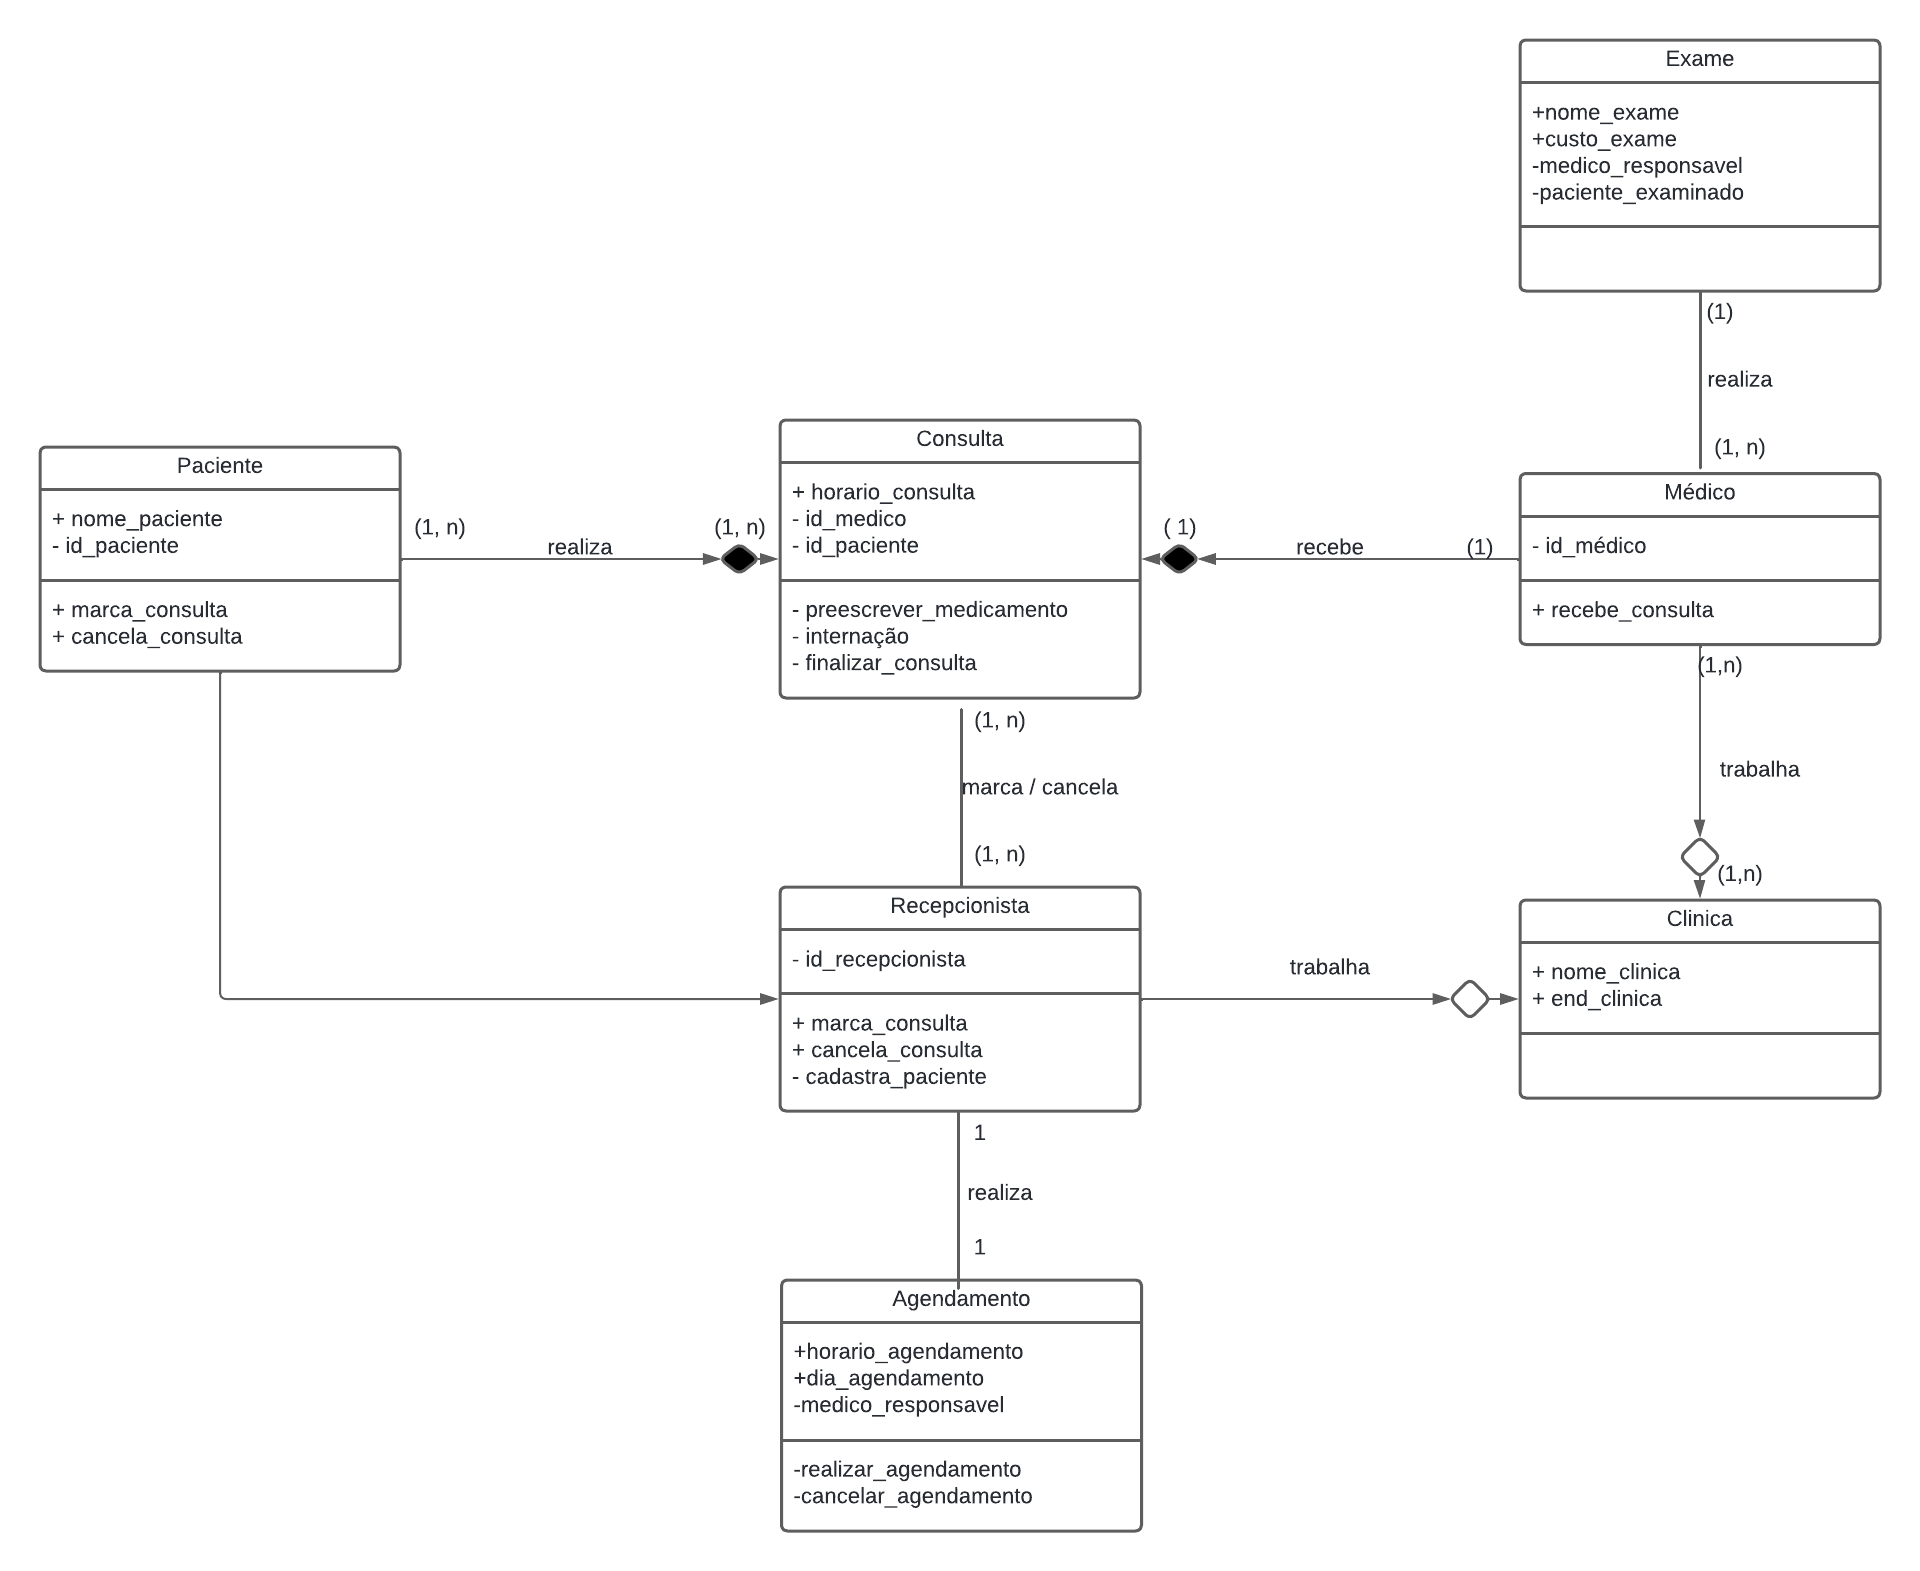 Exame
+nome_exame
+custo_exame
-medico_responsavel
-paciente_examinado
(1)
realiza
(1, n)
Paciente
+ nome_paciente
- id_paciente
+ marca_consulta
+ cancela_consulta
(1, n)
realiza
(1, n)
Consulta
+ horario_consulta
- id_medico
- id_paciente
- preescrever_medicamento
- internação
- finalizar_consulta
( 1)
recebe
(1)
Médico
- id_médico
+ recebe_consulta
(1,n)
trabalha
(1,n)
(1, n)
marca / cancela
(1, n)
Recepcionista
- id_recepcionista
+ marca_consulta
+ cancela_consulta
- cadastra_paciente
trabalha
Clinica
+ nome_clinica
+ end_clinica
1
realiza
1
Agendamento
+horario_agendamento
+dia_agendamento
-medico_responsavel
-realizar_agendamento
-cancelar_agendamento